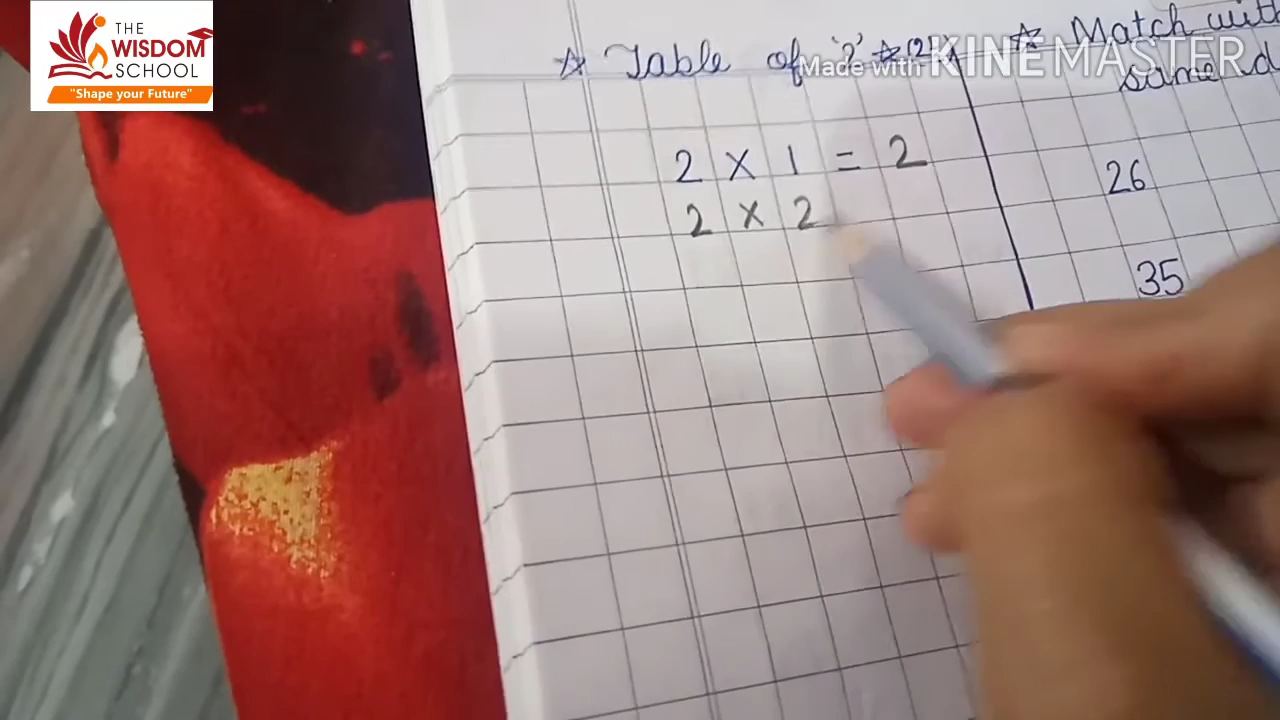 THE
WISDOM
SCHOOL
"Shape your Future"
☆ Table of '2' ☆
Made with KINEMASTER
2 × 1 = 2
2 × 2
☆ Match with
same
26
35